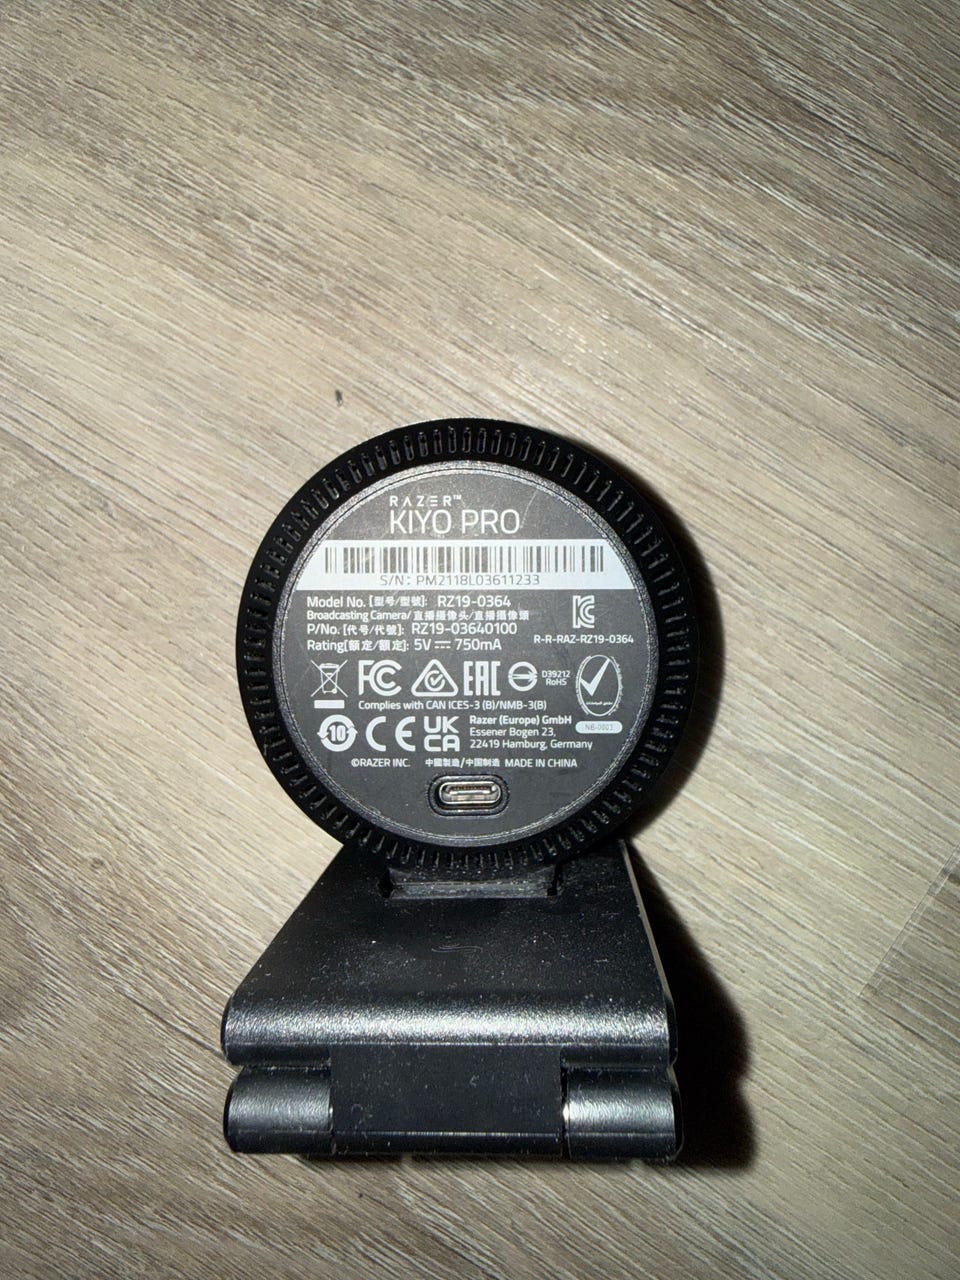 RAZER™
KIYO PRO
S/N: PM2118L03611233
Model No. [型号/型號]: RZ19-0364
Broadcasting Camera/直播摄像头/直播攝像頭
P/No. [代号/代號]: RZ19-03640100
Rating[额定/額定]: 5V⎓750mA
R-R-RAZ-RZ19-0364
FC
EAC
D39212
RoHS
Complies with CAN ICES-3 (B)/NMB-3(B)
NB-0003
10
CE
UK
CA
Razer (Europe) GmbH
Essener Bogen 23,
22419 Hamburg, Germany
©RAZER INC. 中國製造/中国制造 MADE IN CHINA